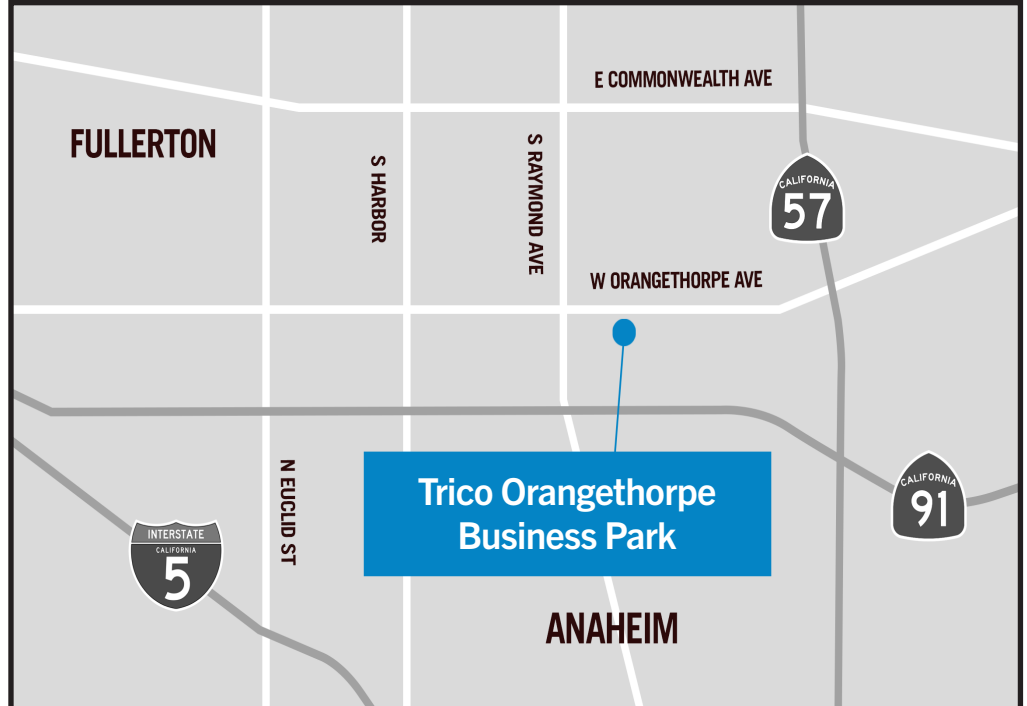 E COMMONWEALTH AVE
FULLERTON
S HARBOR
S RAYMOND AVE
CALIFORNIA
57
W ORANGETHORPE AVE
N EUCLID ST
Trico Orangethorpe
Business Park
CALIFORNIA
91
INTERSTATE
CALIFORNIA
5
ANAHEIM